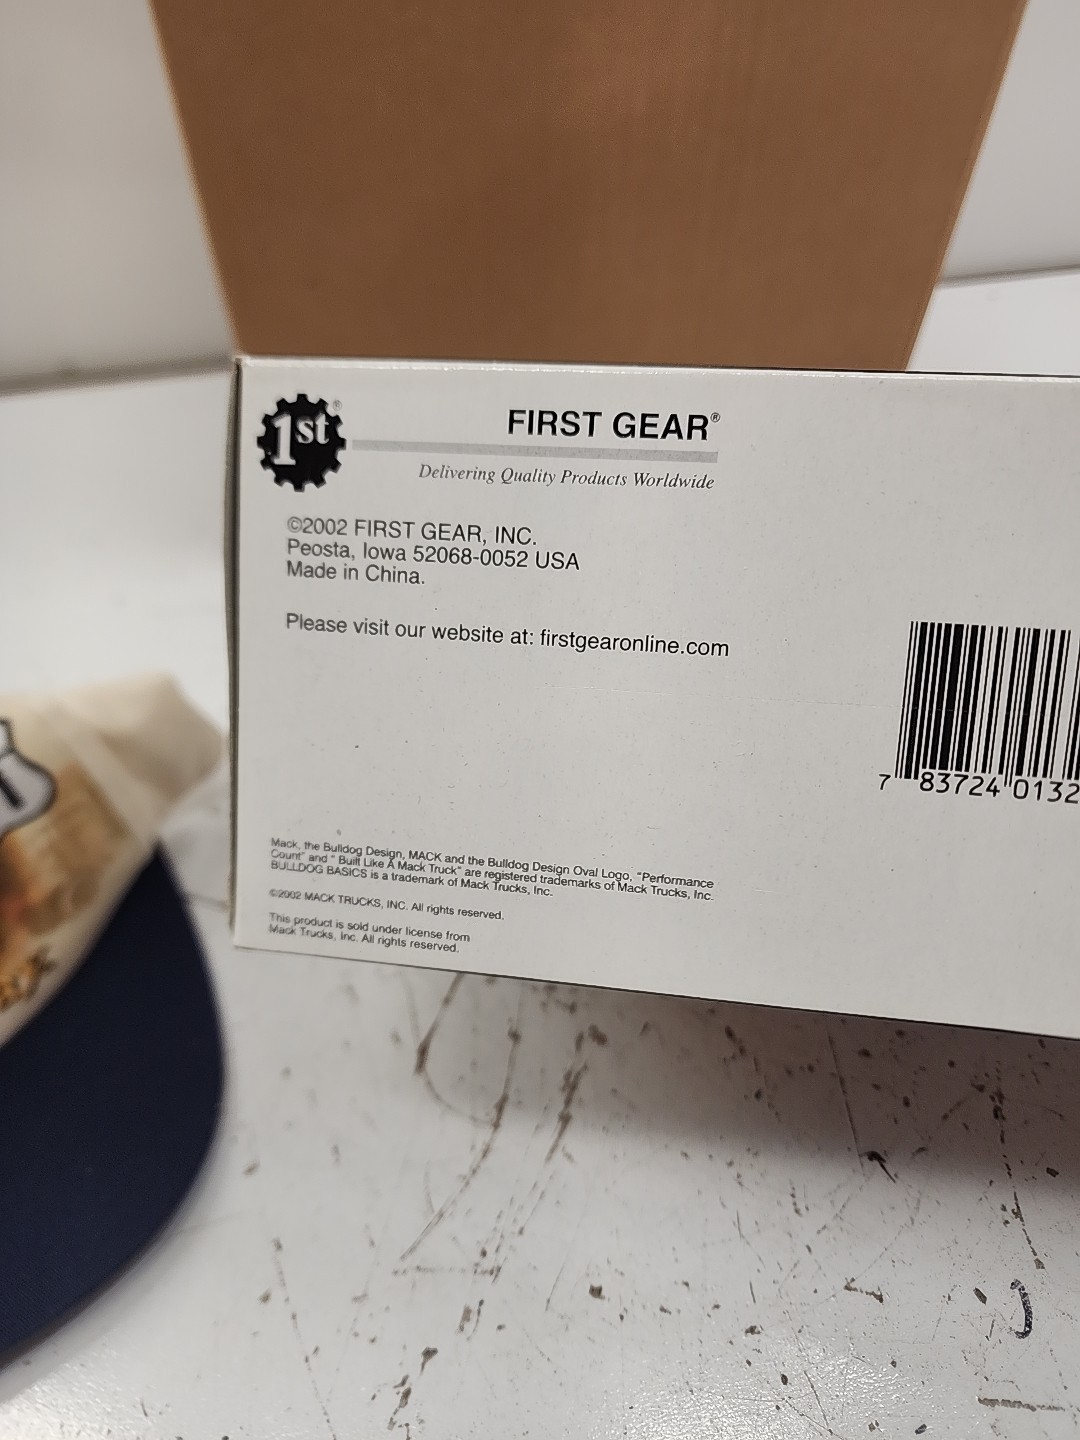 1st®
FIRST GEAR®
Delivering Quality Products Worldwide
©2002 FIRST GEAR, INC.
Peosta, Iowa 52068-0052 USA
Made in China.
Please visit our website at: firstgearonline.com
7 83724 0132
Mack, the Bulldog Design, MACK and the Bulldog Design Oval Logo, "Performance
Count" and " Built Like A Mack Truck" are registered trademarks of Mack Trucks, Inc.
BULLDOG BASICS is a trademark of Mack Trucks, Inc.
©2002 MACK TRUCKS, INC. All rights reserved.
This product is sold under license from
Mack Trucks, Inc. All rights reserved.